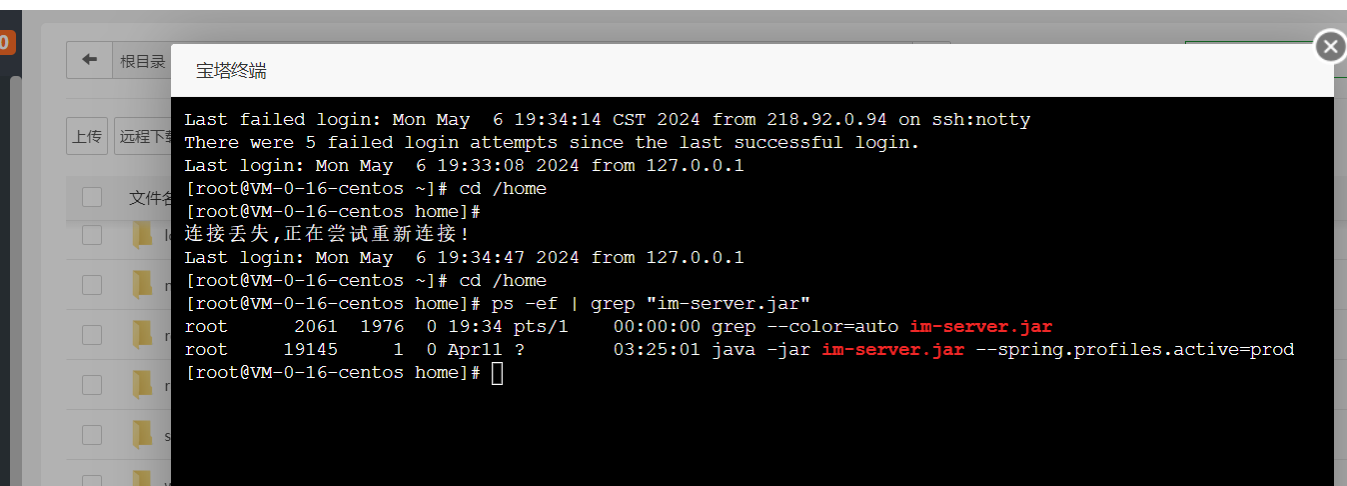 0
根目录
宝塔终端
上传
远程下载
文件名
Last failed login: Mon May  6 19:34:14 CST 2024 from 218.92.0.94 on ssh:notty
There were 5 failed login attempts since the last successful login.
Last login: Mon May  6 19:33:08 2024 from 127.0.0.1
[root@VM-0-16-centos ~]# cd /home
[root@VM-0-16-centos home]#
连接丢失,正在尝试重新连接!
Last login: Mon May  6 19:34:47 2024 from 127.0.0.1
[root@VM-0-16-centos ~]# cd /home
[root@VM-0-16-centos home]# ps -ef | grep "im-server.jar"
root      2061  1976  0 19:34 pts/1    00:00:00 grep --color=auto im-server.jar
root     19145     1  0 Apr11 ?        03:25:01 java -jar im-server.jar --spring.profiles.active=prod
[root@VM-0-16-centos home]#